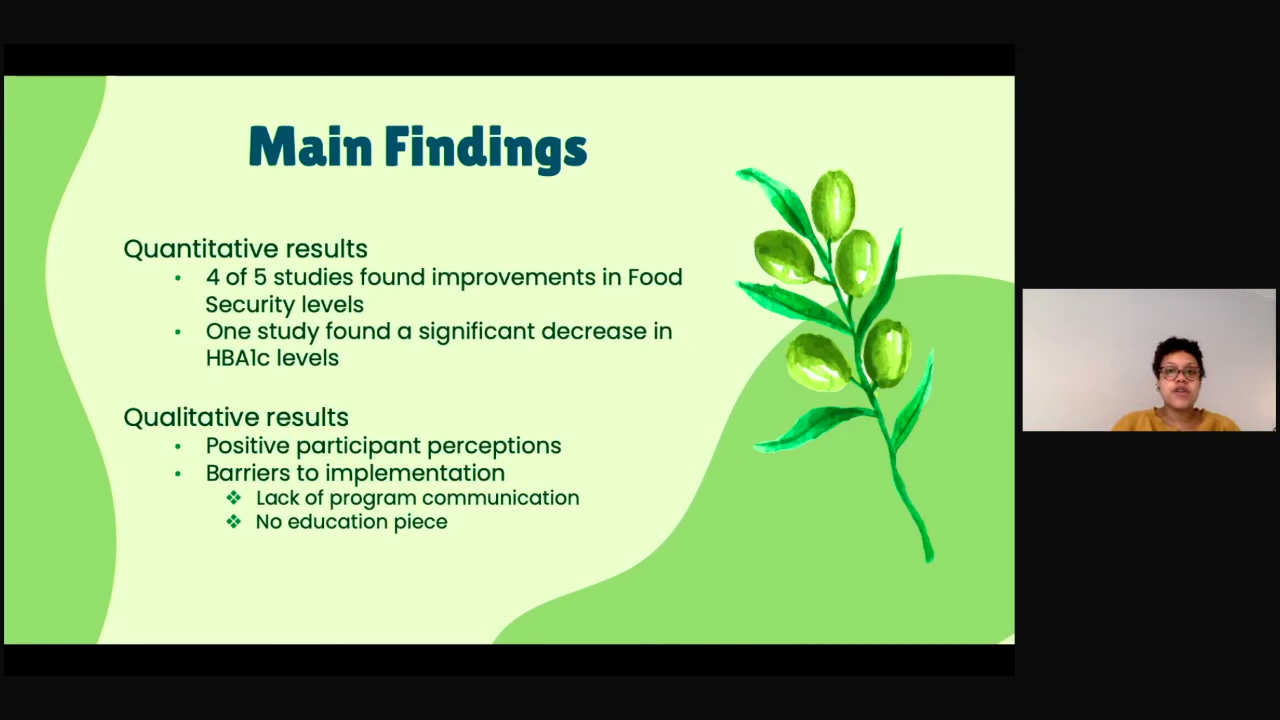 Main Findings
Quantitative results
• 4 of 5 studies found improvements in Food
Security levels
• One study found a significant decrease in
HBA1c levels
Qualitative results
• Positive participant perceptions
• Barriers to implementation
❖ Lack of program communication
❖ No education piece